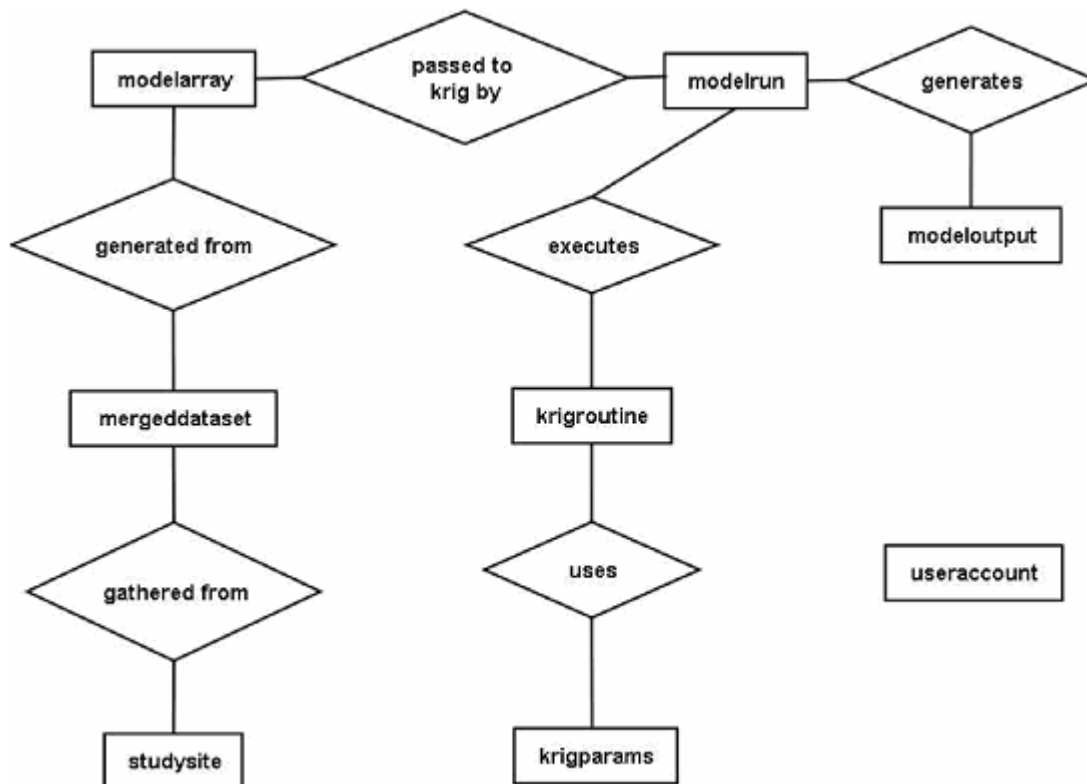 modelarray
passed to
krig by
modelrun
generates
generated from
executes
modeloutput
mergeddataset
krigroutine
gathered from
uses
useraccount
studysite
krigparams